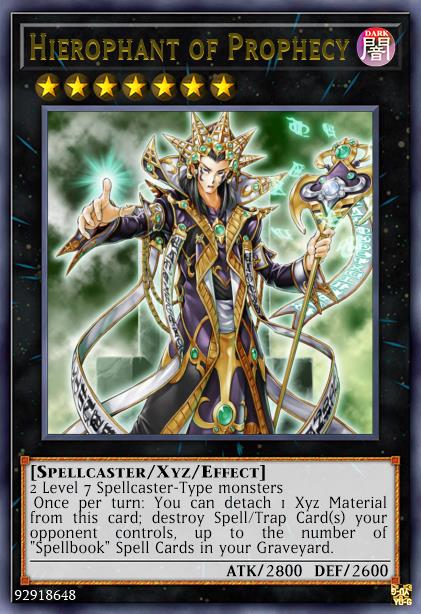 Hierophant of Prophecy
DARK
闇
[Spellcaster/Xyz/Effect]
2 Level 7 Spellcaster-Type monsters
Once per turn: You can detach 1 Xyz Material
from this card; destroy Spell/Trap Card(s) your
opponent controls, up to the number of
"Spellbook" Spell Cards in your Graveyard.
ATK/2800 DEF/2600
92918648